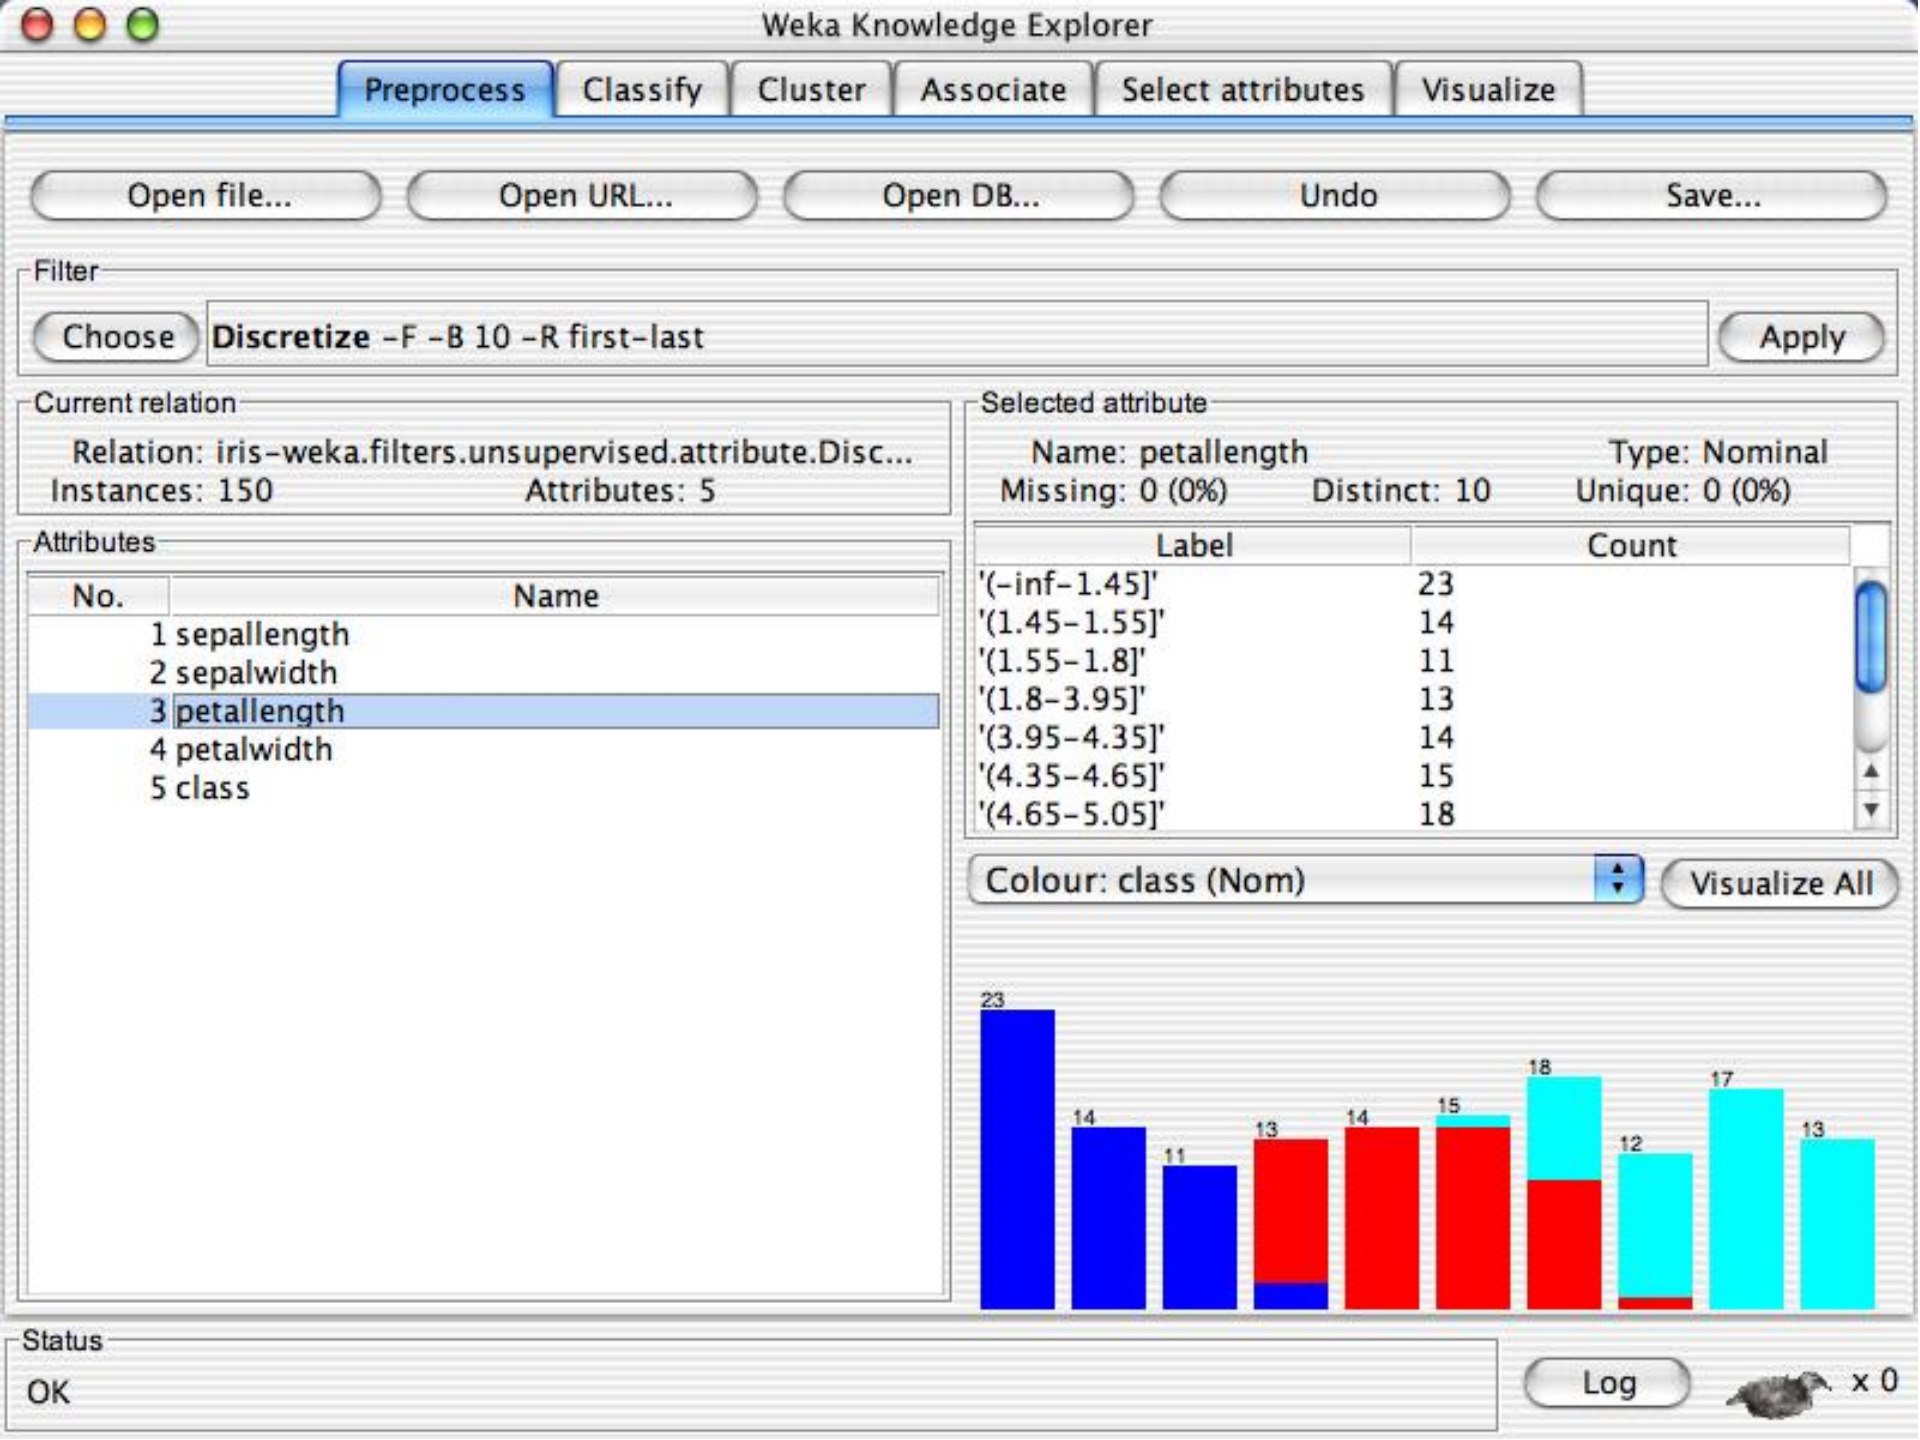 Weka Knowledge Explorer
Preprocess Classify Cluster Associate Select attributes Visualize
Open file... Open URL... Open DB... Undo Save...
Filter
Choose Discretize -F -B 10 -R first-last Apply
Current relation
Relation: iris-weka.filters.unsupervised.attribute.Disc...
Instances: 150 Attributes: 5
Attributes
No. Name
1 sepallength
2 sepalwidth
3 petallength
4 petalwidth
5 class
Selected attribute
Name: petallength Type: Nominal
Missing: 0 (0%) Distinct: 10 Unique: 0 (0%)
Label Count
'(-inf-1.45]' 23
'(1.45-1.55]' 14
'(1.55-1.8]' 11
'(1.8-3.95]' 13
'(3.95-4.35]' 14
'(4.35-4.65]' 15
'(4.65-5.05]' 18
Colour: class (Nom) Visualize All
23 14 11 13 14 15 18 12 17 13
Status
OK
Log x 0